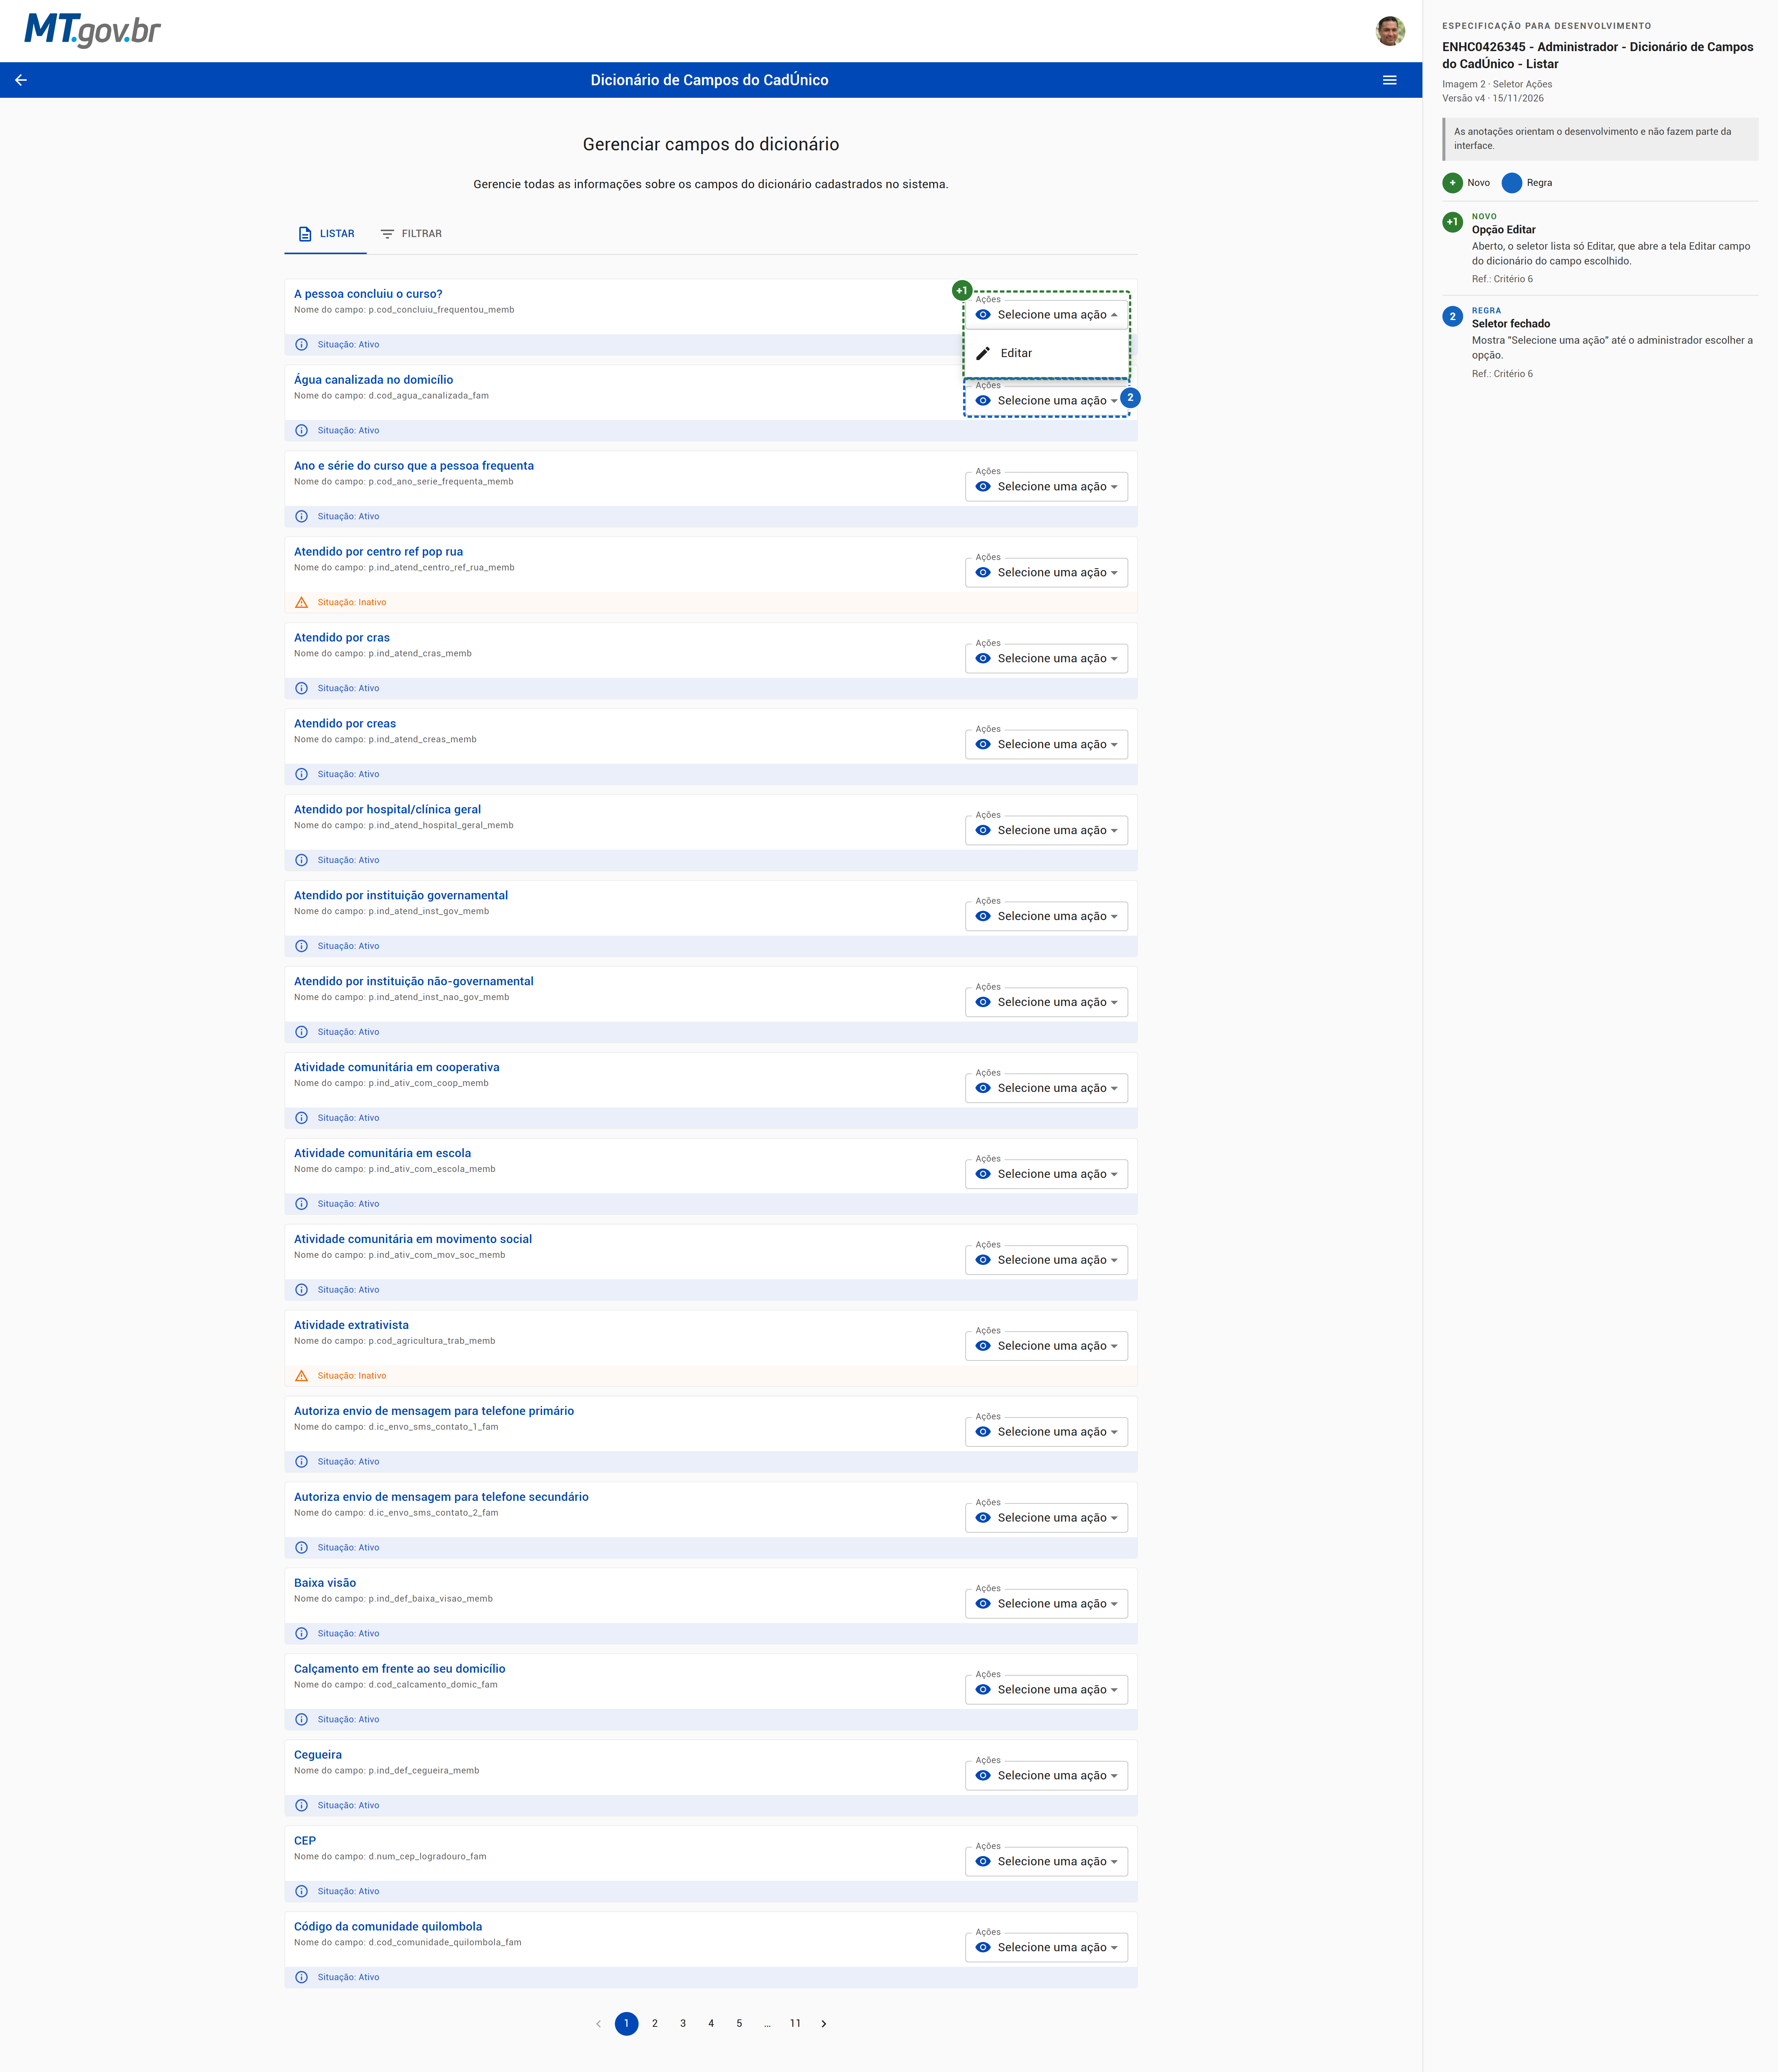 MT.gov.br
Dicionário de Campos do CadÚnico
Gerenciar campos do dicionário
Gerencie todas as informações sobre os campos do dicionário cadastrados no sistema.
LISTAR
FILTRAR
A pessoa concluiu o curso?
Nome do campo: p.cod_concluiu_frequentou_memb
+1
Ações
Selecione uma ação
Editar
Situação: Ativo
Água canalizada no domicílio
Nome do campo: d.cod_agua_canalizada_fam
Ações
Selecione uma ação
2
Situação: Ativo
Ano e série do curso que a pessoa frequenta
Nome do campo: p.cod_ano_serie_frequenta_memb
Ações
Selecione uma ação
Situação: Ativo
Atendido por centro ref pop rua
Nome do campo: p.ind_atend_centro_ref_rua_memb
Ações
Selecione uma ação
Situação: Inativo
Atendido por cras
Nome do campo: p.ind_atend_cras_memb
Ações
Selecione uma ação
Situação: Ativo
Atendido por creas
Nome do campo: p.ind_atend_creas_memb
Ações
Selecione uma ação
Situação: Ativo
Atendido por hospital/clínica geral
Nome do campo: p.ind_atend_hospital_geral_memb
Ações
Selecione uma ação
Situação: Ativo
Atendido por instituição governamental
Nome do campo: p.ind_atend_inst_gov_memb
Ações
Selecione uma ação
Situação: Ativo
Atendido por instituição não-governamental
Nome do campo: p.ind_atend_inst_nao_gov_memb
Ações
Selecione uma ação
Situação: Ativo
Atividade comunitária em cooperativa
Nome do campo: p.ind_ativ_com_coop_memb
Ações
Selecione uma ação
Situação: Ativo
Atividade comunitária em escola
Nome do campo: p.ind_ativ_com_escola_memb
Ações
Selecione uma ação
Situação: Ativo
Atividade comunitária em movimento social
Nome do campo: p.ind_ativ_com_mov_soc_memb
Ações
Selecione uma ação
Situação: Ativo
Atividade extrativista
Nome do campo: p.cod_agricultura_trab_memb
Ações
Selecione uma ação
Situação: Inativo
Autoriza envio de mensagem para telefone primário
Nome do campo: d.ic_envo_sms_contato_1_fam
Ações
Selecione uma ação
Situação: Ativo
Autoriza envio de mensagem para telefone secundário
Nome do campo: d.ic_envo_sms_contato_2_fam
Ações
Selecione uma ação
Situação: Ativo
Baixa visão
Nome do campo: p.ind_def_baixa_visao_memb
Ações
Selecione uma ação
Situação: Ativo
Calçamento em frente ao seu domicílio
Nome do campo: d.cod_calcamento_domic_fam
Ações
Selecione uma ação
Situação: Ativo
Cegueira
Nome do campo: p.ind_def_cegueira_memb
Ações
Selecione uma ação
Situação: Ativo
CEP
Nome do campo: d.num_cep_logradouro_fam
Ações
Selecione uma ação
Situação: Ativo
Código da comunidade quilombola
Nome do campo: d.cod_comunidade_quilombola_fam
Ações
Selecione uma ação
Situação: Ativo
1 2 3 4 5 ... 11
ESPECIFICAÇÃO PARA DESENVOLVIMENTO
ENHC0426345 - Administrador - Dicionário de Campos
do CadÚnico - Listar
Imagem 2 · Seletor Ações
Versão v4 · 15/11/2026
As anotações orientam o desenvolvimento e não fazem parte da
interface.
+ Novo
Regra
+1
NOVO
Opção Editar
Aberto, o seletor lista só Editar, que abre a tela Editar campo
do dicionário do campo escolhido.
Ref.: Critério 6
2
REGRA
Seletor fechado
Mostra "Selecione uma ação" até o administrador escolher a
opção.
Ref.: Critério 6